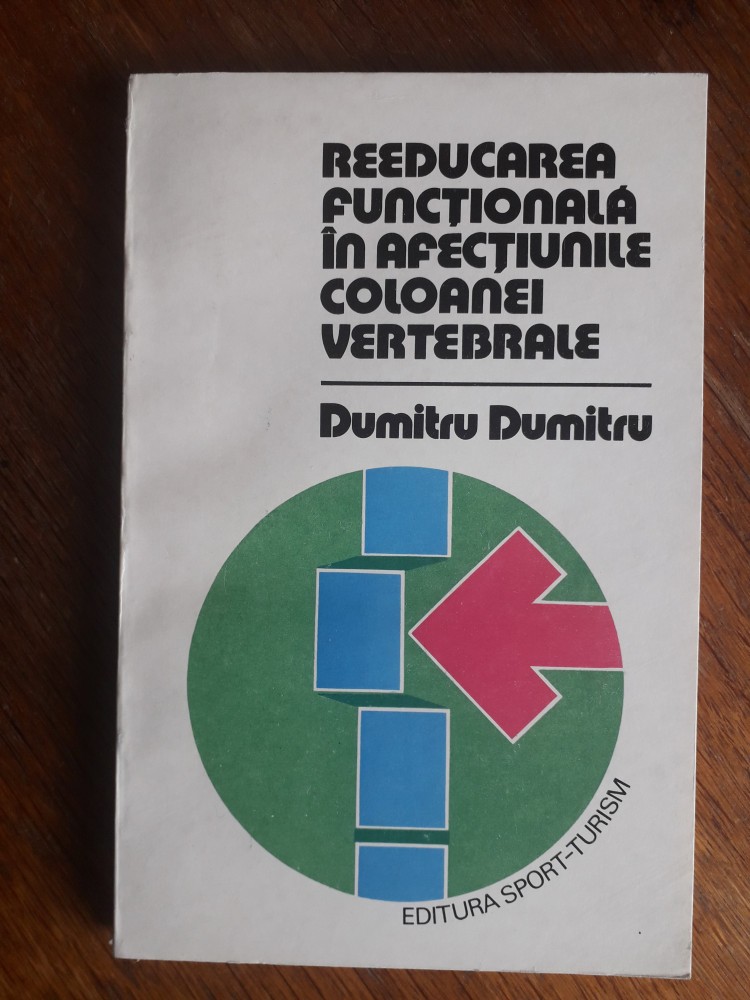 REEDUCAREA
FUNCȚIONALĂ
ÎN AFECȚIUNILE
COLOANEI
VERTEBRALE
Dumitru Dumitru
EDITURA SPORT-TURISM